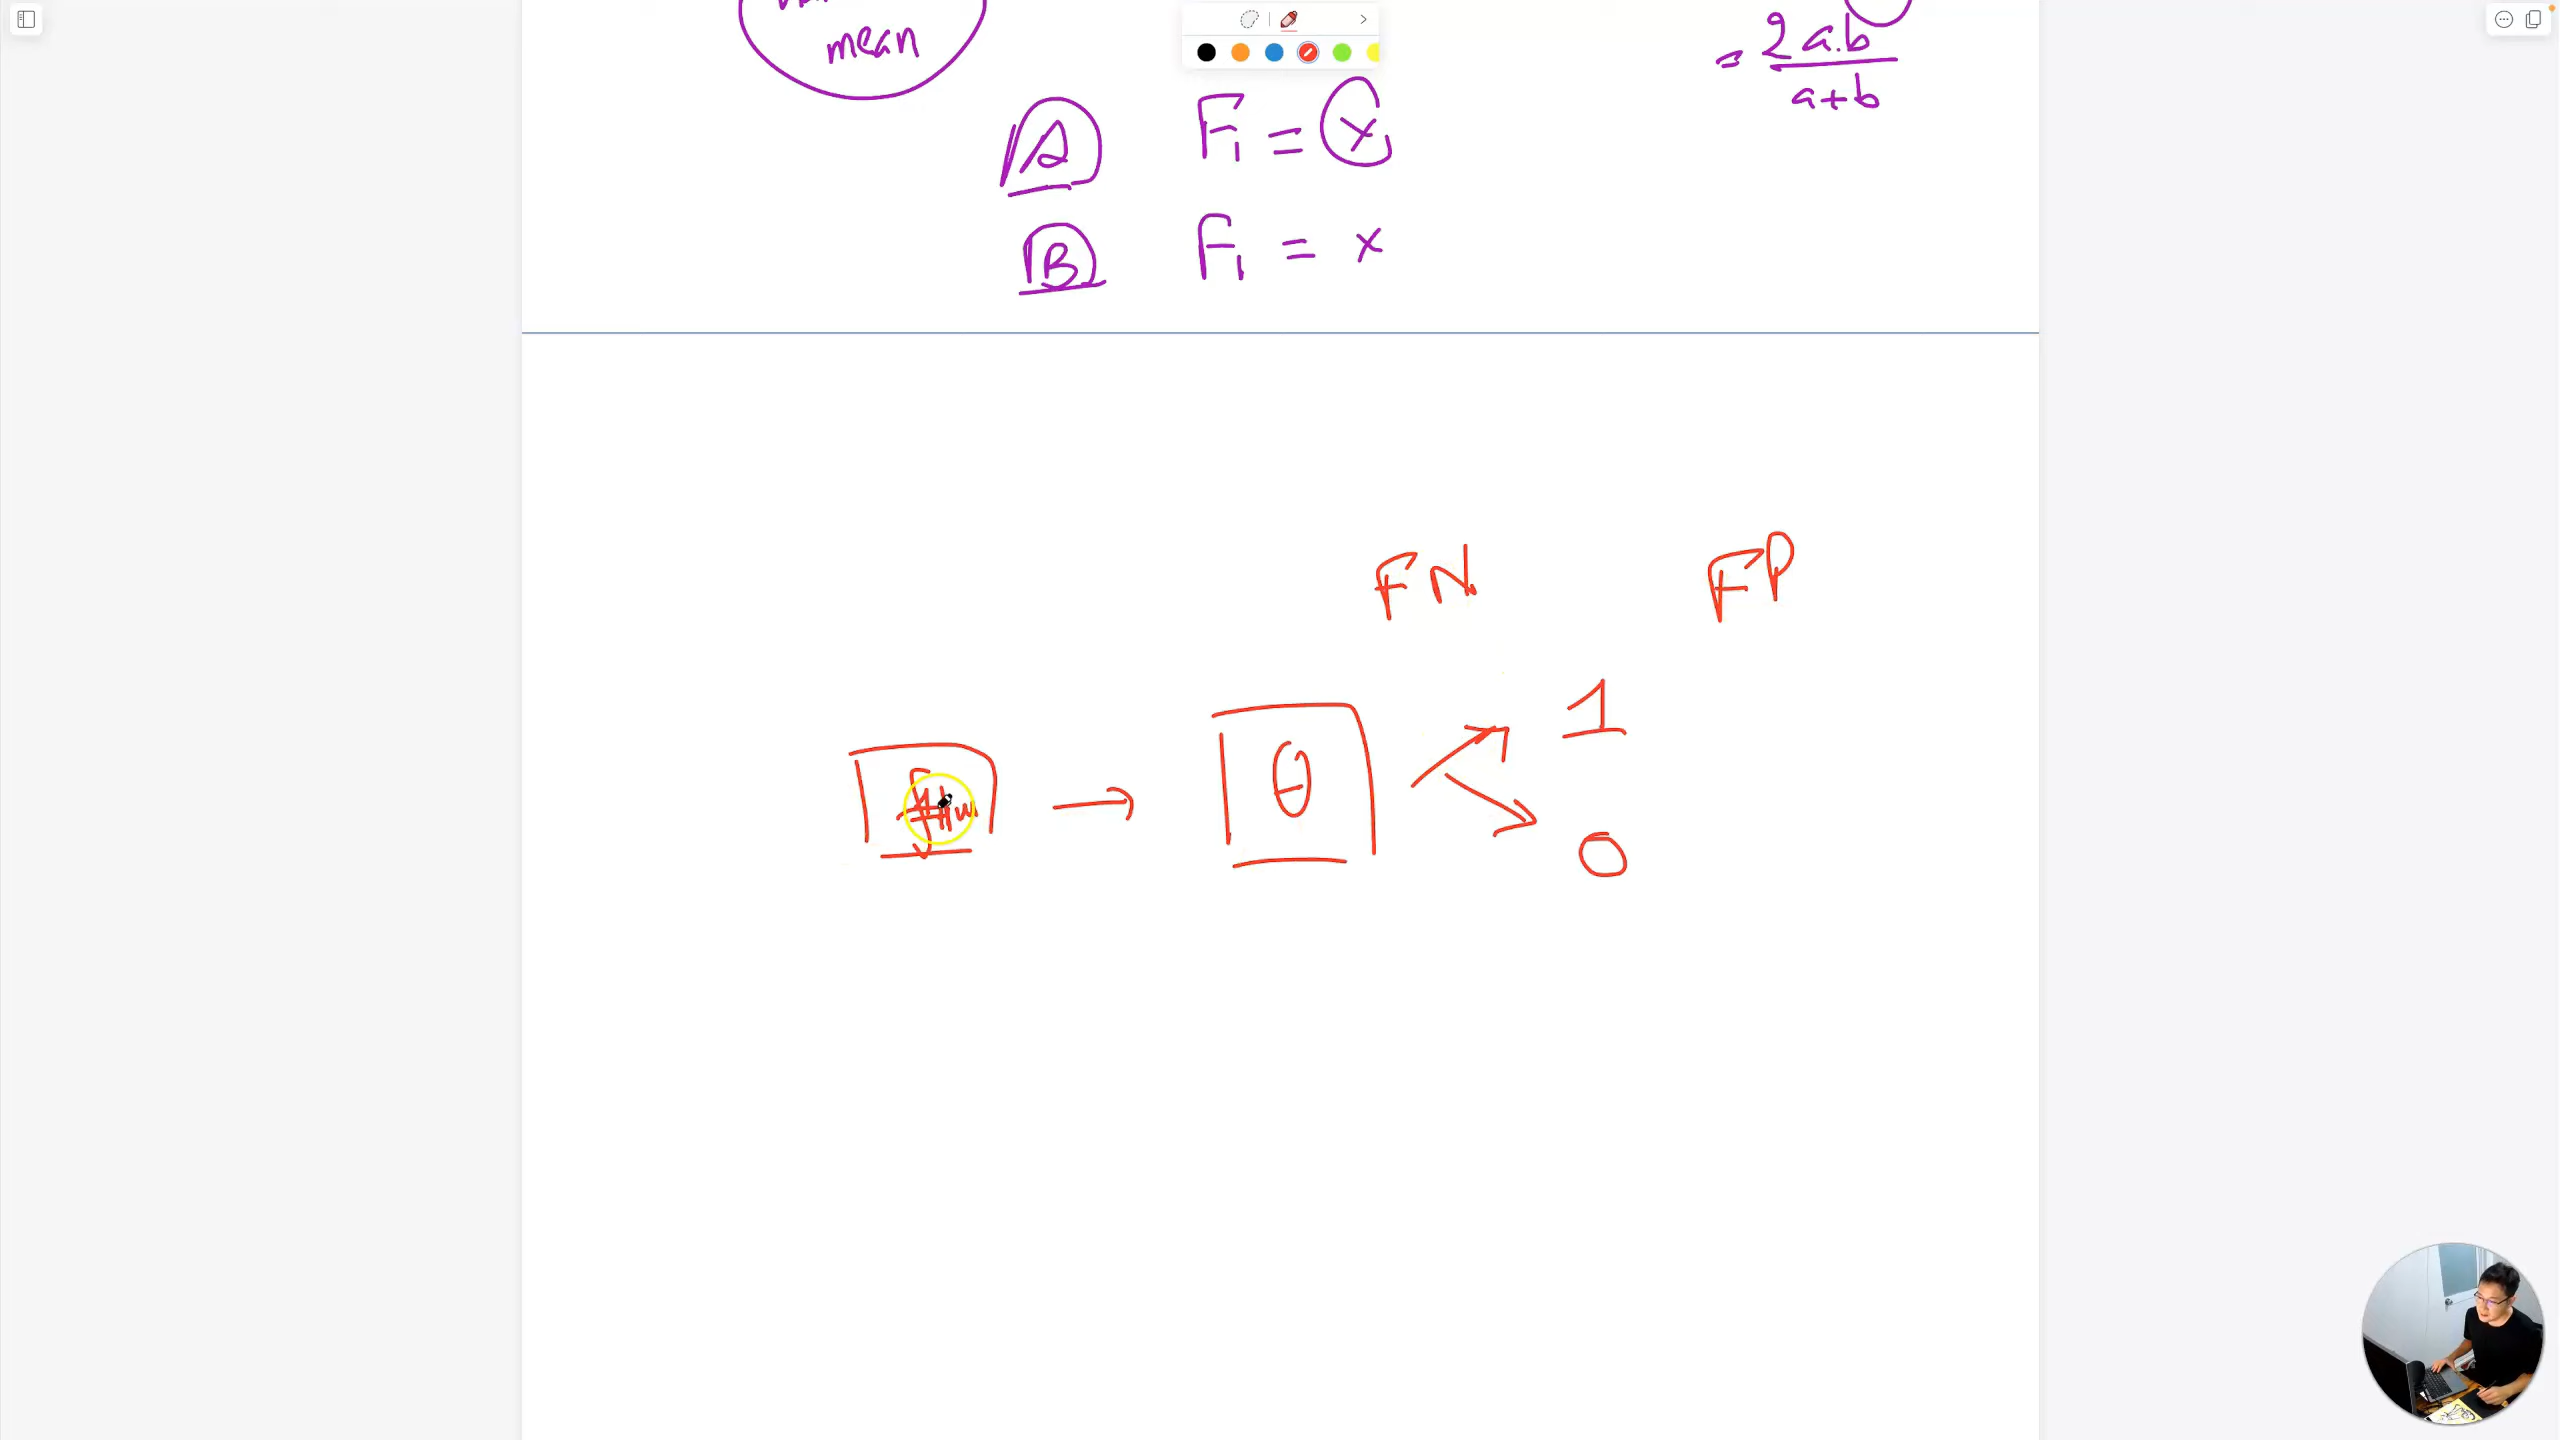 mean
= 2 a.b
a+b
A F1 = x
B F1 = x
FN FP
θ
1
0